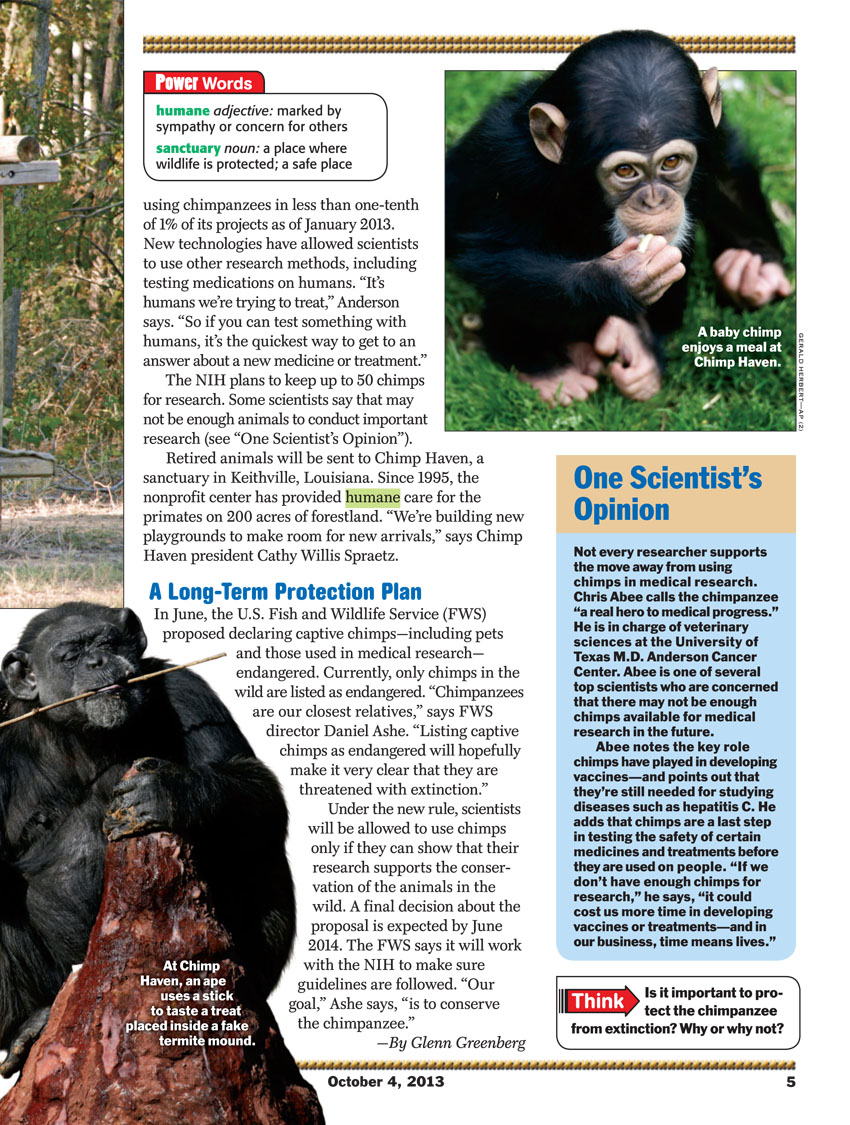 Power Words
humane adjective: marked by
sympathy or concern for others
sanctuary noun: a place where
wildlife is protected; a safe place
using chimpanzees in less than one-tenth
of 1% of its projects as of January 2013.
New technologies have allowed scientists
to use other research methods, including
testing medications on humans. “It’s
humans we’re trying to treat,” Anderson
says. “So if you can test something with
humans, it’s the quickest way to get to an
answer about a new medicine or treatment.”
The NIH plans to keep up to 50 chimps
for research. Some scientists say that may
not be enough animals to conduct important
research (see “One Scientist’s Opinion”).
Retired animals will be sent to Chimp Haven, a
sanctuary in Keithville, Louisiana. Since 1995, the
nonprofit center has provided humane care for the
primates on 200 acres of forestland. “We’re building new
playgrounds to make room for new arrivals,” says Chimp
Haven president Cathy Willis Spraetz.
A Long-Term Protection Plan
In June, the U.S. Fish and Wildlife Service (FWS)
proposed declaring captive chimps—including pets
and those used in medical research—
endangered. Currently, only chimps in the
wild are listed as endangered. “Chimpanzees
are our closest relatives,” says FWS
director Daniel Ashe. “Listing captive
chimps as endangered will hopefully
make it very clear that they are
threatened with extinction.”
Under the new rule, scientists
will be allowed to use chimps
only if they can show that their
research supports the conser-
vation of the animals in the
wild. A final decision about the
proposal is expected by June
2014. The FWS says it will work
with the NIH to make sure
guidelines are followed. “Our
goal,” Ashe says, “is to conserve
the chimpanzee.”
—By Glenn Greenberg
At Chimp
Haven, an ape
uses a stick
to taste a treat
placed inside a fake
termite mound.
A baby chimp
enjoys a meal at
Chimp Haven.
GERALD HERBERT—AP (2)
One Scientist’s
Opinion
Not every researcher supports
the move away from using
chimps in medical research.
Chris Abee calls the chimpanzee
“a real hero to medical progress.”
He is in charge of veterinary
sciences at the University of
Texas M.D. Anderson Cancer
Center. Abee is one of several
top scientists who are concerned
that there may not be enough
chimps available for medical
research in the future.
Abee notes the key role
chimps have played in developing
vaccines—and points out that
they’re still needed for studying
diseases such as hepatitis C. He
adds that chimps are a last step
in testing the safety of certain
medicines and treatments before
they are used on people. “If we
don’t have enough chimps for
research,” he says, “it could
cost us more time in developing
vaccines or treatments—and in
our business, time means lives.”
Think Is it important to pro-
tect the chimpanzee
from extinction? Why or why not?
October 4, 2013
5